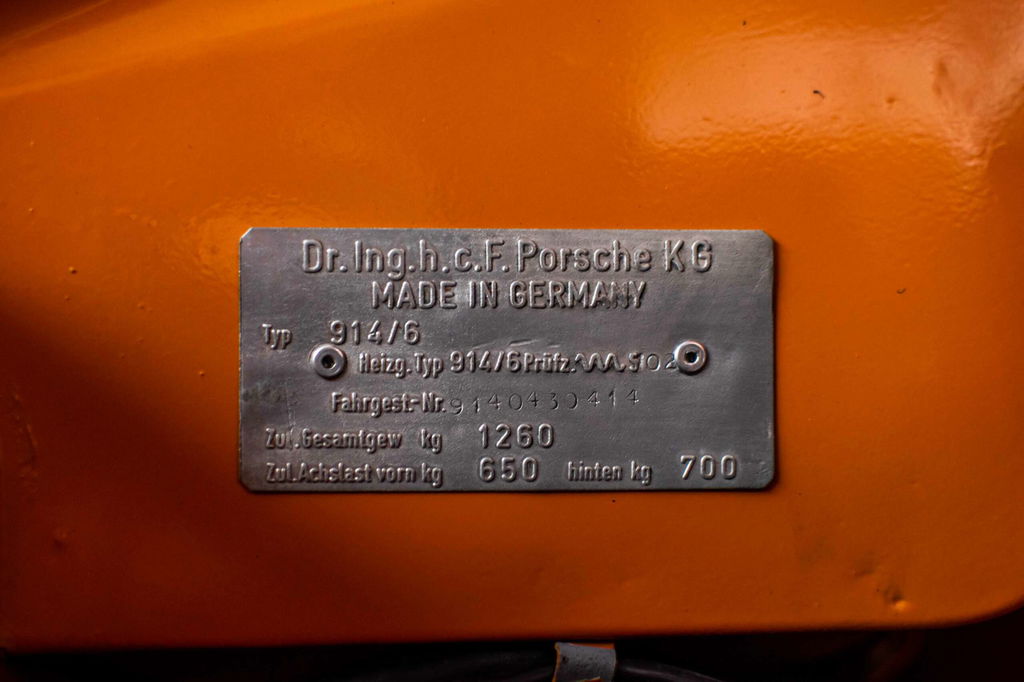 Dr. Ing. h. c. F. Porsche KG
MADE IN GERMANY
Typ 914/6
Heizg. Typ 914/6 Prüfz. S 02
Fahrgest-Nr. 9140430414
Zul. Gesamtgew kg 1260
Zul. Achslast vorn kg 650 hinten kg 700